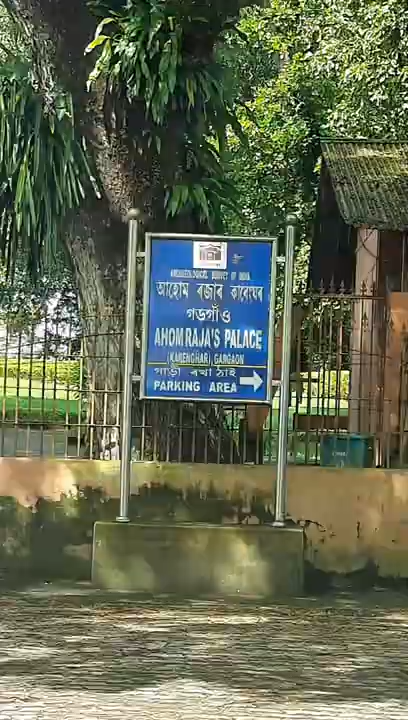 ARCHAEOLOGICAL SURVEY OF INDIA
আহোম ৰজাৰ কাৰেংঘৰ
গড়গাঁও
AHOM RAJA'S PALACE
(KARENGHAR) GARGAON
গাড়ী ৰখা ঠাই
PARKING AREA